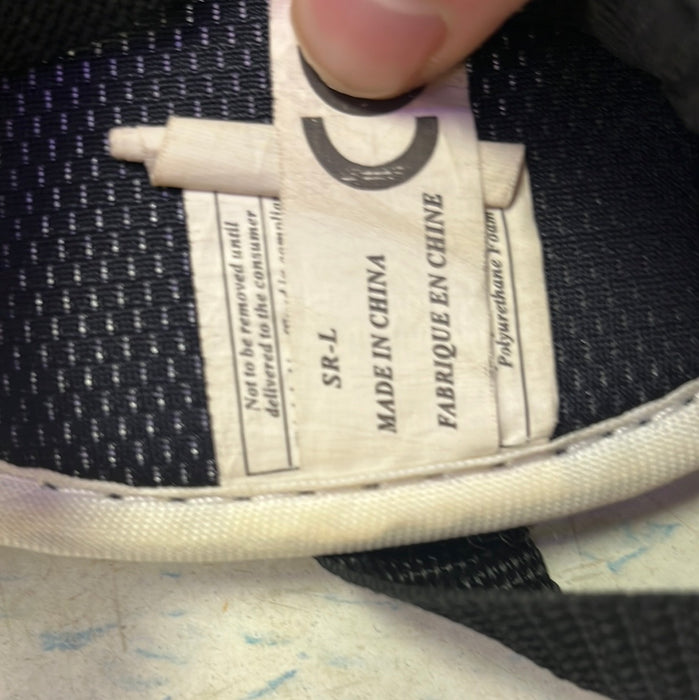 Not to be removed until
delivered to the consumer
SR-L
MADE IN CHINA
FABRIQUE EN CHINE
Polyurethane Foam